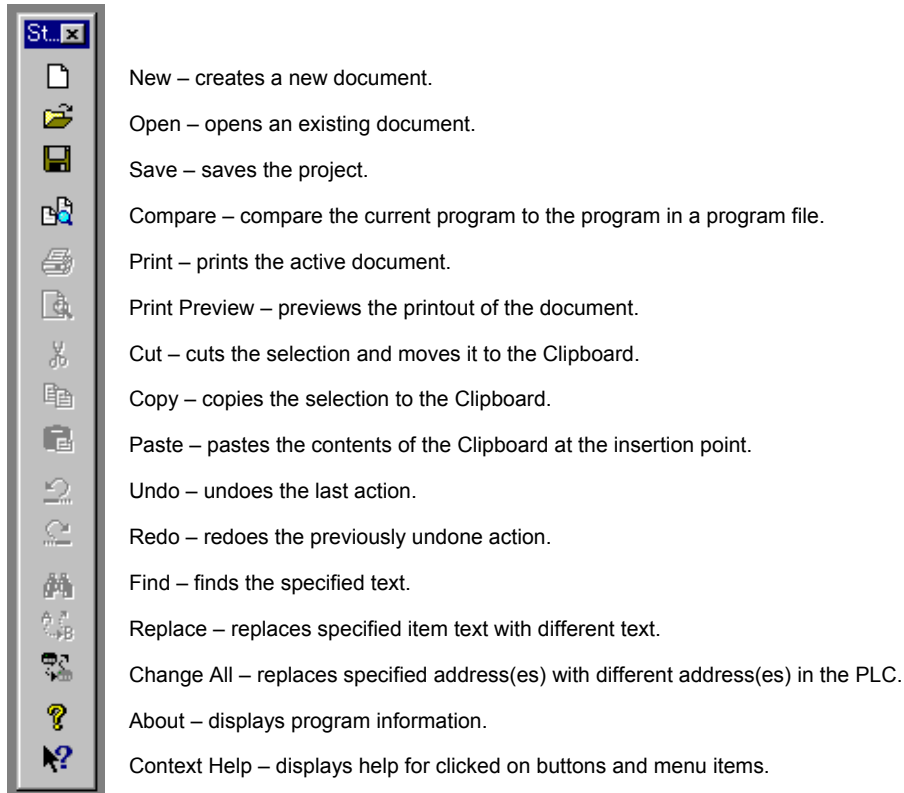 St...
New – creates a new document.
Open – opens an existing document.
Save – saves the project.
Compare – compare the current program to the program in a program file.
Print – prints the active document.
Print Preview – previews the printout of the document.
Cut – cuts the selection and moves it to the Clipboard.
Copy – copies the selection to the Clipboard.
Paste – pastes the contents of the Clipboard at the insertion point.
Undo – undoes the last action.
Redo – redoes the previously undone action.
Find – finds the specified text.
Replace – replaces specified item text with different text.
Change All – replaces specified address(es) with different address(es) in the PLC.
About – displays program information.
Context Help – displays help for clicked on buttons and menu items.